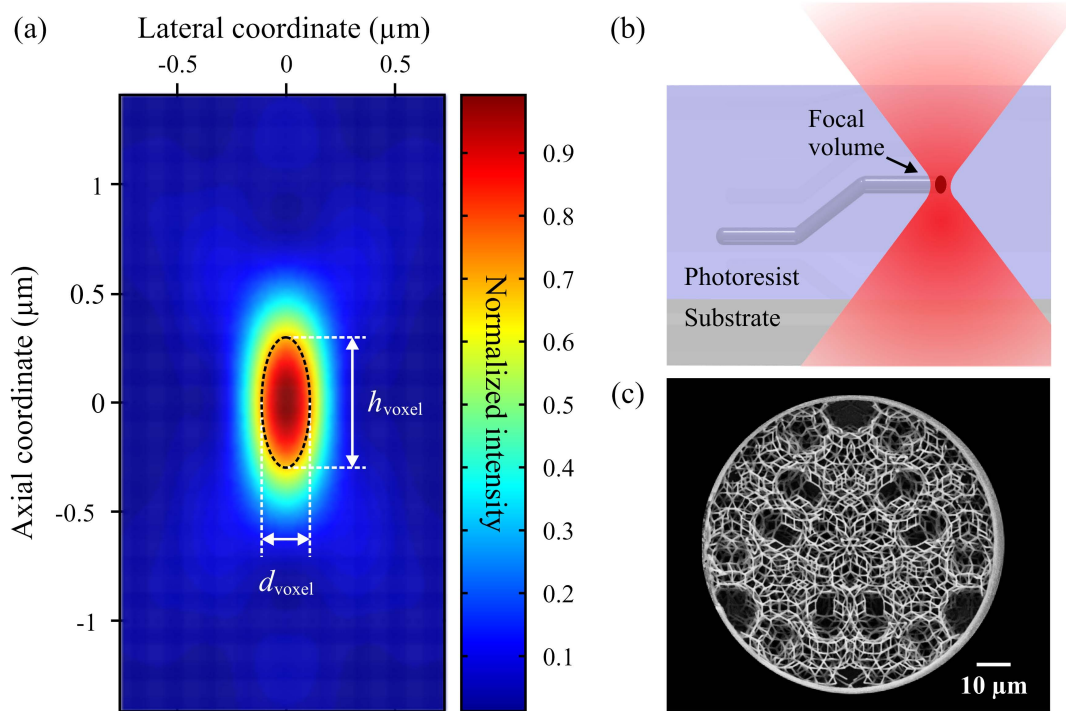 (a)
Lateral coordinate (µm)
-0.5
0
0.5
Axial coordinate (µm)
1
0.5
0
-0.5
-1
h voxel
d voxel
Normalized intensity
0.9
0.8
0.7
0.6
0.5
0.4
0.3
0.2
0.1
(b)
Focal
volume
Photoresist
Substrate
(c)
10 µm